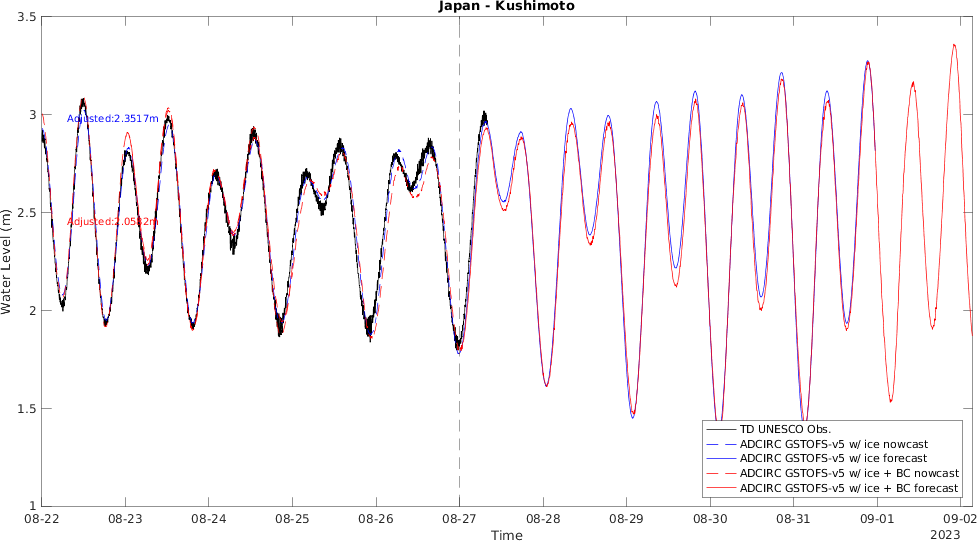 Japan - Kushimoto
Water Level (m)
3.5
3
2.5
2
1.5
1
Adjusted:2.3517m
Adjusted:2.0582m
TD UNESCO Obs.
ADCIRC GSTOFS-v5 w/ ice nowcast
ADCIRC GSTOFS-v5 w/ ice forecast
ADCIRC GSTOFS-v5 w/ ice + BC nowcast
ADCIRC GSTOFS-v5 w/ ice + BC forecast
08-22 08-23 08-24 08-25 08-26 08-27 08-28 08-29 08-30 08-31 09-01 09-02
Time
2023